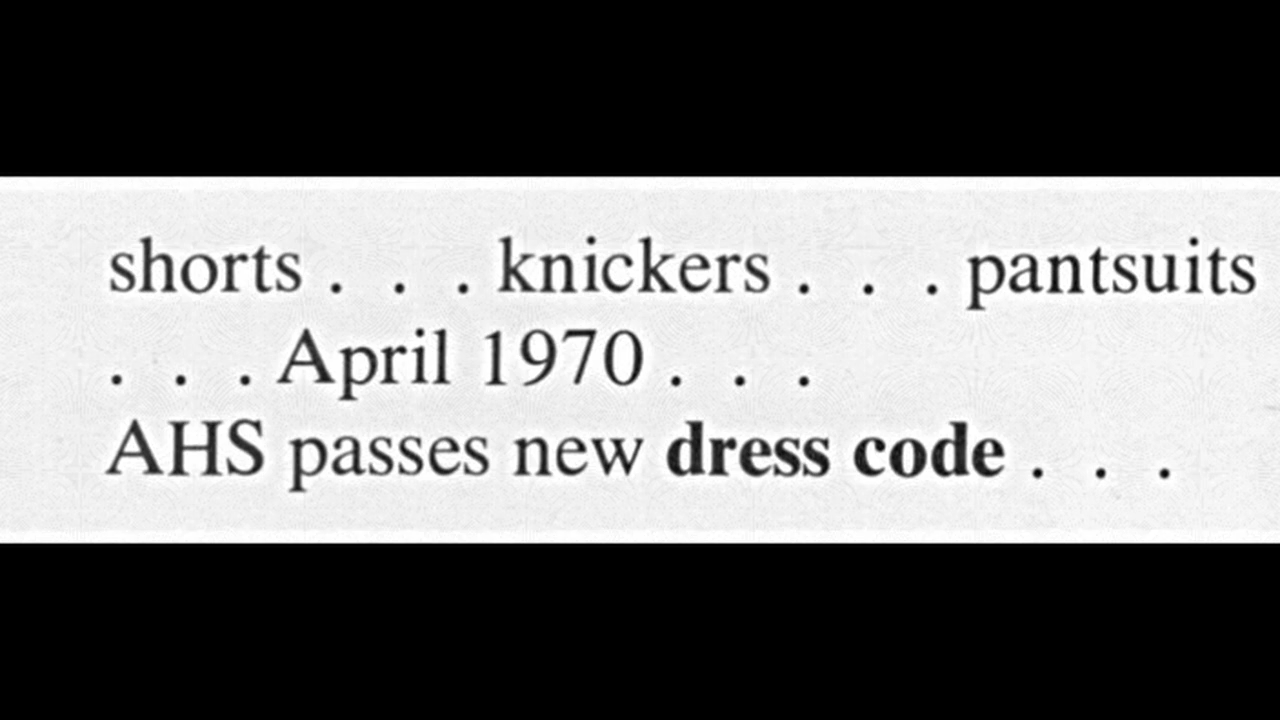 shorts . . . knickers . . . pantsuits
. . . April 1970 . . .
AHS passes new dress code . . .